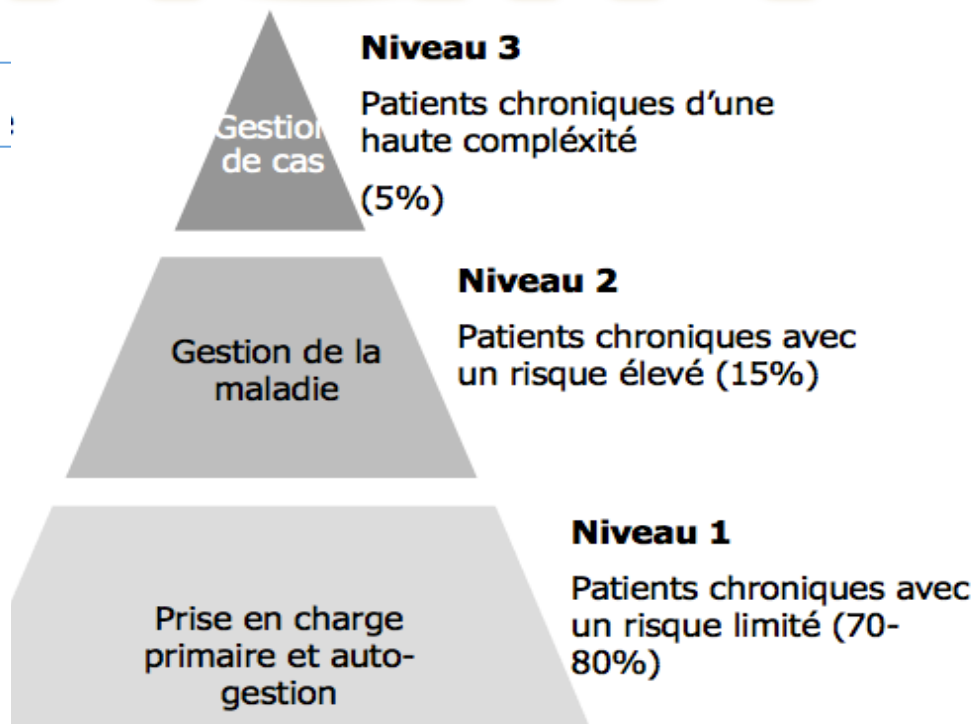 Niveau 3
Patients chroniques d’une
haute compléxité
(5%)
Gestion
de cas
Niveau 2
Patients chroniques avec
un risque élevé (15%)
Gestion de la
maladie
Niveau 1
Patients chroniques avec
un risque limité (70-
80%)
Prise en charge
primaire et auto-
gestion